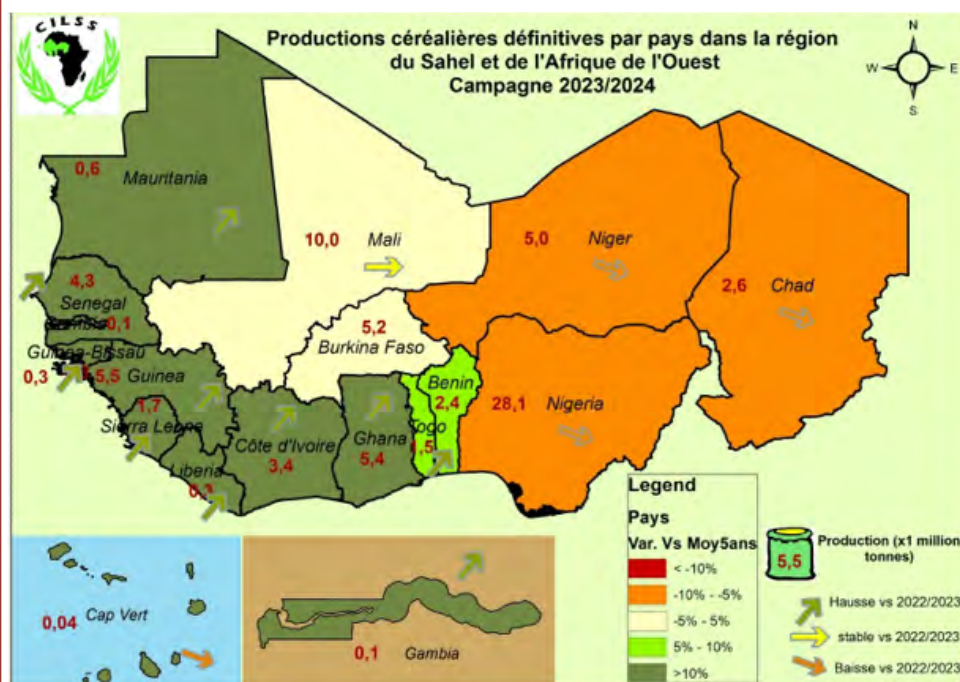 CILSS
Productions céréalières définitives par pays dans la région
du Sahel et de l'Afrique de l'Ouest
Campagne 2023/2024
N
W
E
S
0,6
Mauritania
10,0
Mali
5,0
Niger
2,6
Chad
4,3
Senegal
0,1
5,2
Burkina Faso
Guinea-Bissau
0,3
5,5
Guinea
Benin
2,4
28,1
Nigeria
1,7
Sierra Leone
Côte d'Ivoire
3,4
Ghana
5,4
Togo
Liberia
Legend
Pays
Var. Vs Moy5ans
< -10%
-10% - -5%
-5% - 5%
5% - 10%
>10%
Production (x1 million
tonnes)
5,5
Hausse vs 2022/2023
stable vs 2022/2023
Baisse vs 2022/2023
0,04
Cap Vert
0,1
Gambia